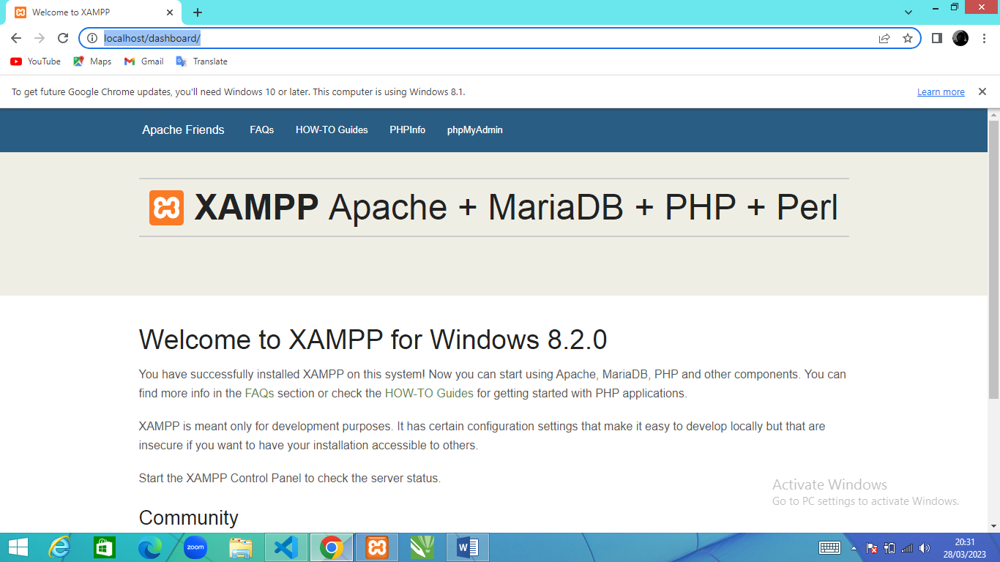 Welcome to XAMPP
localhost/dashboard/
YouTube Maps Gmail Translate
To get future Google Chrome updates, you'll need Windows 10 or later. This computer is using Windows 8.1. Learn more
Apache Friends FAQs HOW-TO Guides PHPInfo phpMyAdmin
XAMPP Apache + MariaDB + PHP + Perl
Welcome to XAMPP for Windows 8.2.0
You have successfully installed XAMPP on this system! Now you can start using Apache, MariaDB, PHP and other components. You can
find more info in the FAQs section or check the HOW-TO Guides for getting started with PHP applications.
XAMPP is meant only for development purposes. It has certain configuration settings that make it easy to develop locally but that are
insecure if you want to have your installation accessible to others.
Start the XAMPP Control Panel to check the server status.
Activate Windows
Go to PC settings to activate Windows.
Community
zoom
20:31
28/03/2023